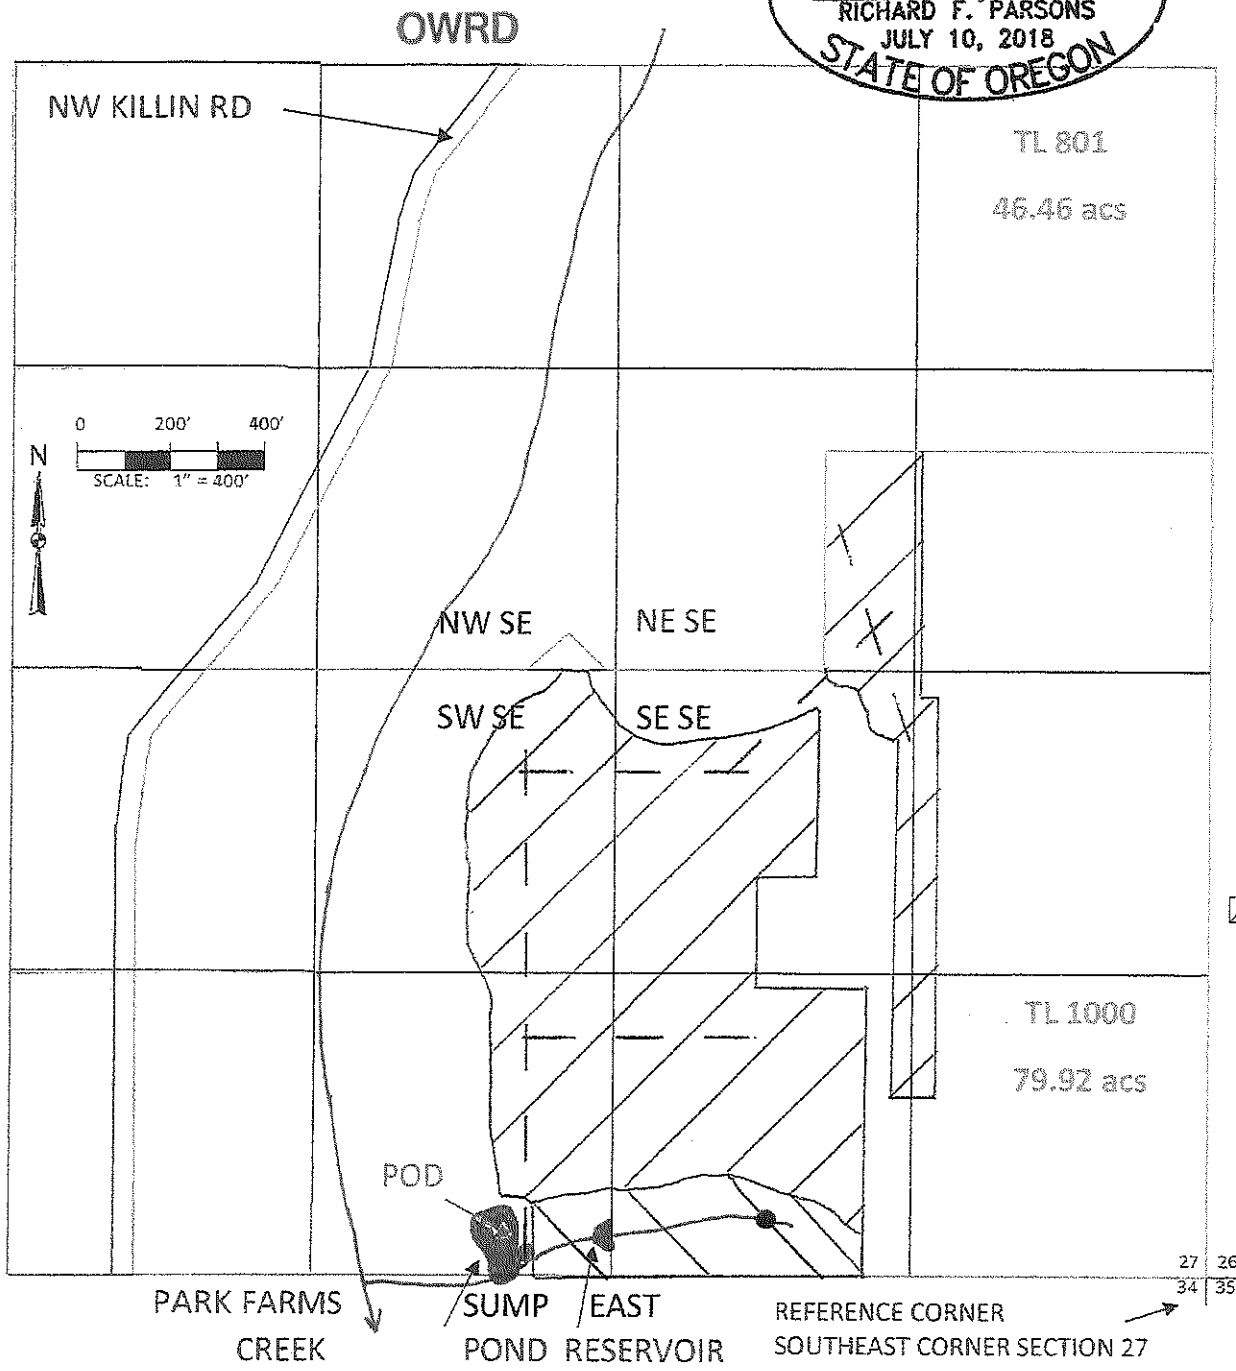 OWRD
RICHARD F. PARSONS
JULY 10, 2018
STATE OF OREGON
NW KILLIN RD
TL 801
46.46 acs
0 200' 400'
N
SCALE: 1" = 400'
NW SE
NE SE
SW SE
SE SE
TL 1000
79.92 acs
POD
27 26
34 35
PARK FARMS
CREEK
SUMP
POND
EAST
RESERVOIR
REFERENCE CORNER
SOUTHEAST CORNER SECTION 27